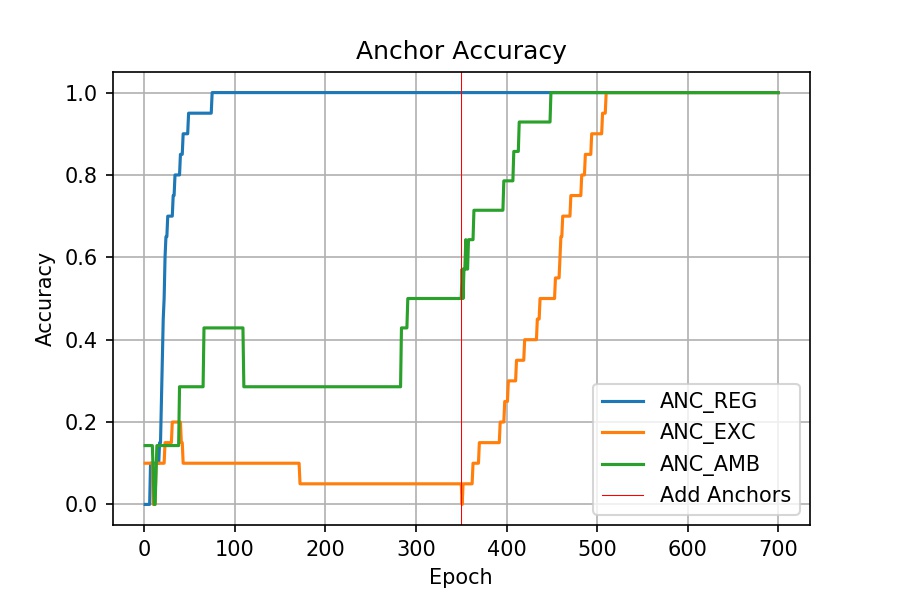 Anchor Accuracy
1.0
0.8
0.6
0.4
0.2
0.0
Accuracy
0 100 200 300 400 500 600 700
Epoch
ANC_REG
ANC_EXC
ANC_AMB
Add Anchors